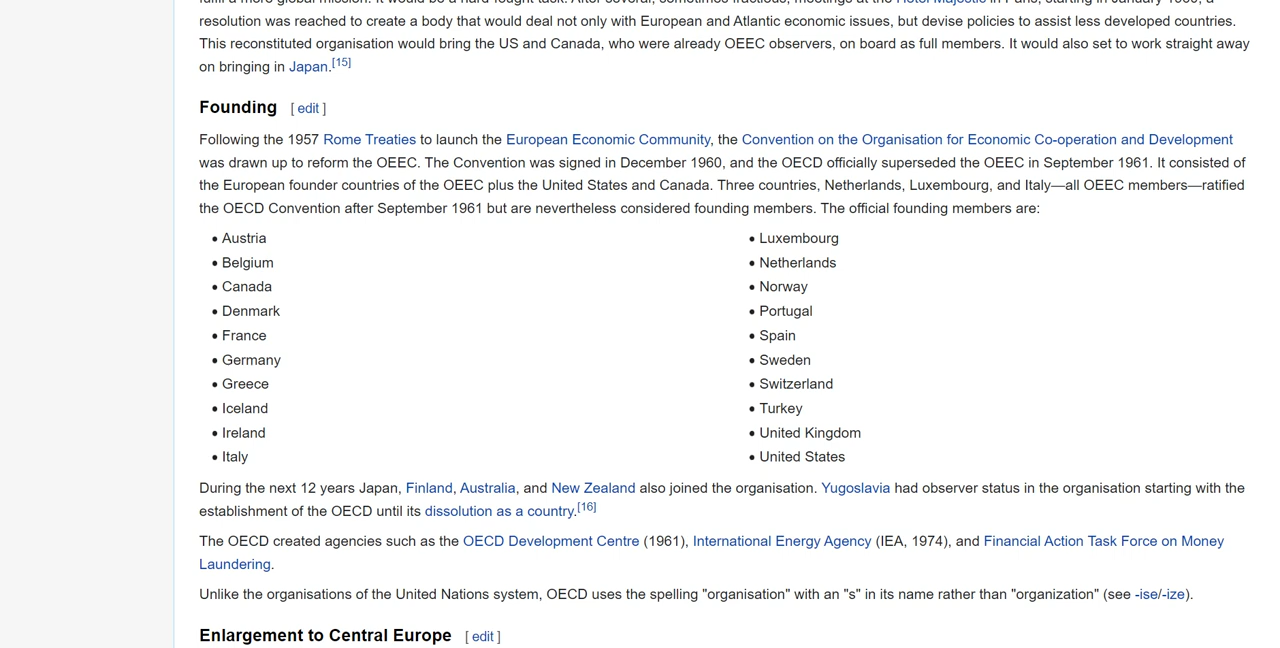 resolution was reached to create a body that would deal not only with European and Atlantic economic issues, but devise policies to assist less developed countries.
This reconstituted organisation would bring the US and Canada, who were already OEEC observers, on board as full members. It would also set to work straight away
on bringing in Japan.[15]
Founding [ edit ]
Following the 1957 Rome Treaties to launch the European Economic Community, the Convention on the Organisation for Economic Co-operation and Development
was drawn up to reform the OEEC. The Convention was signed in December 1960, and the OECD officially superseded the OEEC in September 1961. It consisted of
the European founder countries of the OEEC plus the United States and Canada. Three countries, Netherlands, Luxembourg, and Italy—all OEEC members—ratified
the OECD Convention after September 1961 but are nevertheless considered founding members. The official founding members are:
• Austria
• Belgium
• Canada
• Denmark
• France
• Germany
• Greece
• Iceland
• Ireland
• Italy
• Luxembourg
• Netherlands
• Norway
• Portugal
• Spain
• Sweden
• Switzerland
• Turkey
• United Kingdom
• United States
During the next 12 years Japan, Finland, Australia, and New Zealand also joined the organisation. Yugoslavia had observer status in the organisation starting with the
establishment of the OECD until its dissolution as a country.[16]
The OECD created agencies such as the OECD Development Centre (1961), International Energy Agency (IEA, 1974), and Financial Action Task Force on Money
Laundering.
Unlike the organisations of the United Nations system, OECD uses the spelling "organisation" with an "s" in its name rather than "organization" (see -ise/-ize).
Enlargement to Central Europe [ edit ]